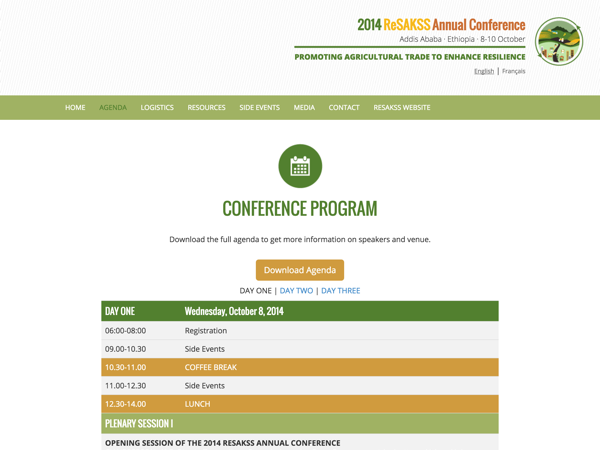 2014 ReSAKSS Annual Conference
Addis Ababa · Ethiopia · 8-10 October
PROMOTING AGRICULTURAL TRADE TO ENHANCE RESILIENCE
English | Français
HOME AGENDA LOGISTICS RESOURCES SIDE EVENTS MEDIA CONTACT RESAKSS WEBSITE
CONFERENCE PROGRAM
Download the full agenda to get more information on speakers and venue.
Download Agenda
DAY ONE | DAY TWO | DAY THREE
DAY ONE Wednesday, October 8, 2014
06:00-08:00 Registration
09.00-10.30 Side Events
10.30-11.00 COFFEE BREAK
11.00-12.30 Side Events
12.30-14.00 LUNCH
PLENARY SESSION I
OPENING SESSION OF THE 2014 RESAKSS ANNUAL CONFERENCE